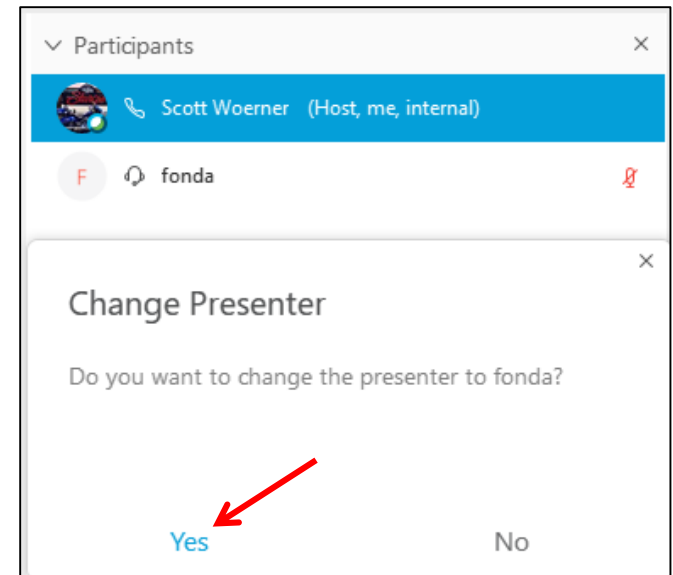 Participants
Scott Woerner (Host, me, internal)
F fonda
Change Presenter
Do you want to change the presenter to fonda?
Yes No